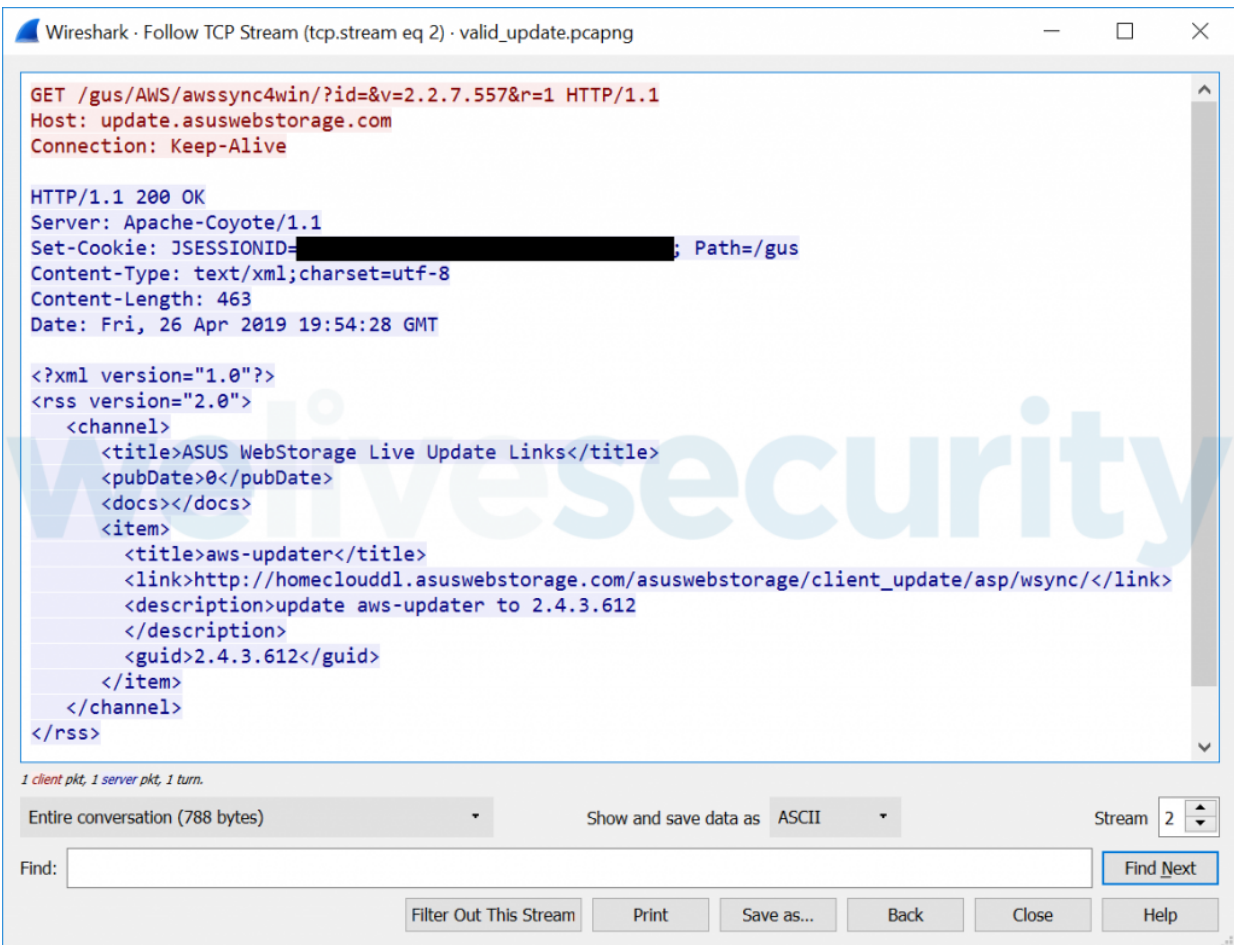 Wireshark · Follow TCP Stream (tcp.stream eq 2) · valid_update.pcapng
GET /gus/AWS/awssync4win/?id=&v=2.2.7.557&r=1 HTTP/1.1
Host: update.asuswebstorage.com
Connection: Keep-Alive
HTTP/1.1 200 OK
Server: Apache-Coyote/1.1
Set-Cookie: JSESSIONID=; Path=/gus
Content-Type: text/xml;charset=utf-8
Content-Length: 463
Date: Fri, 26 Apr 2019 19:54:28 GMT
<?xml version="1.0"?>
<rss version="2.0">
<channel>
<title>ASUS WebStorage Live Update Links</title>
<pubDate>0</pubDate>
<docs></docs>
<item>
<title>aws-updater</title>
<link>http://homeclouddl.asuswebstorage.com/asuswebstorage/client_update/asp/wsync/</link>
<description>update aws-updater to 2.4.3.612
</description>
<guid>2.4.3.612</guid>
</item>
</channel>
</rss>
welivesecurity
1 client pkt, 1 server pkt, 1 turn.
Entire conversation (788 bytes) Show and save data as ASCII Stream 2
Find: Find Next
Filter Out This Stream Print Save as... Back Close Help